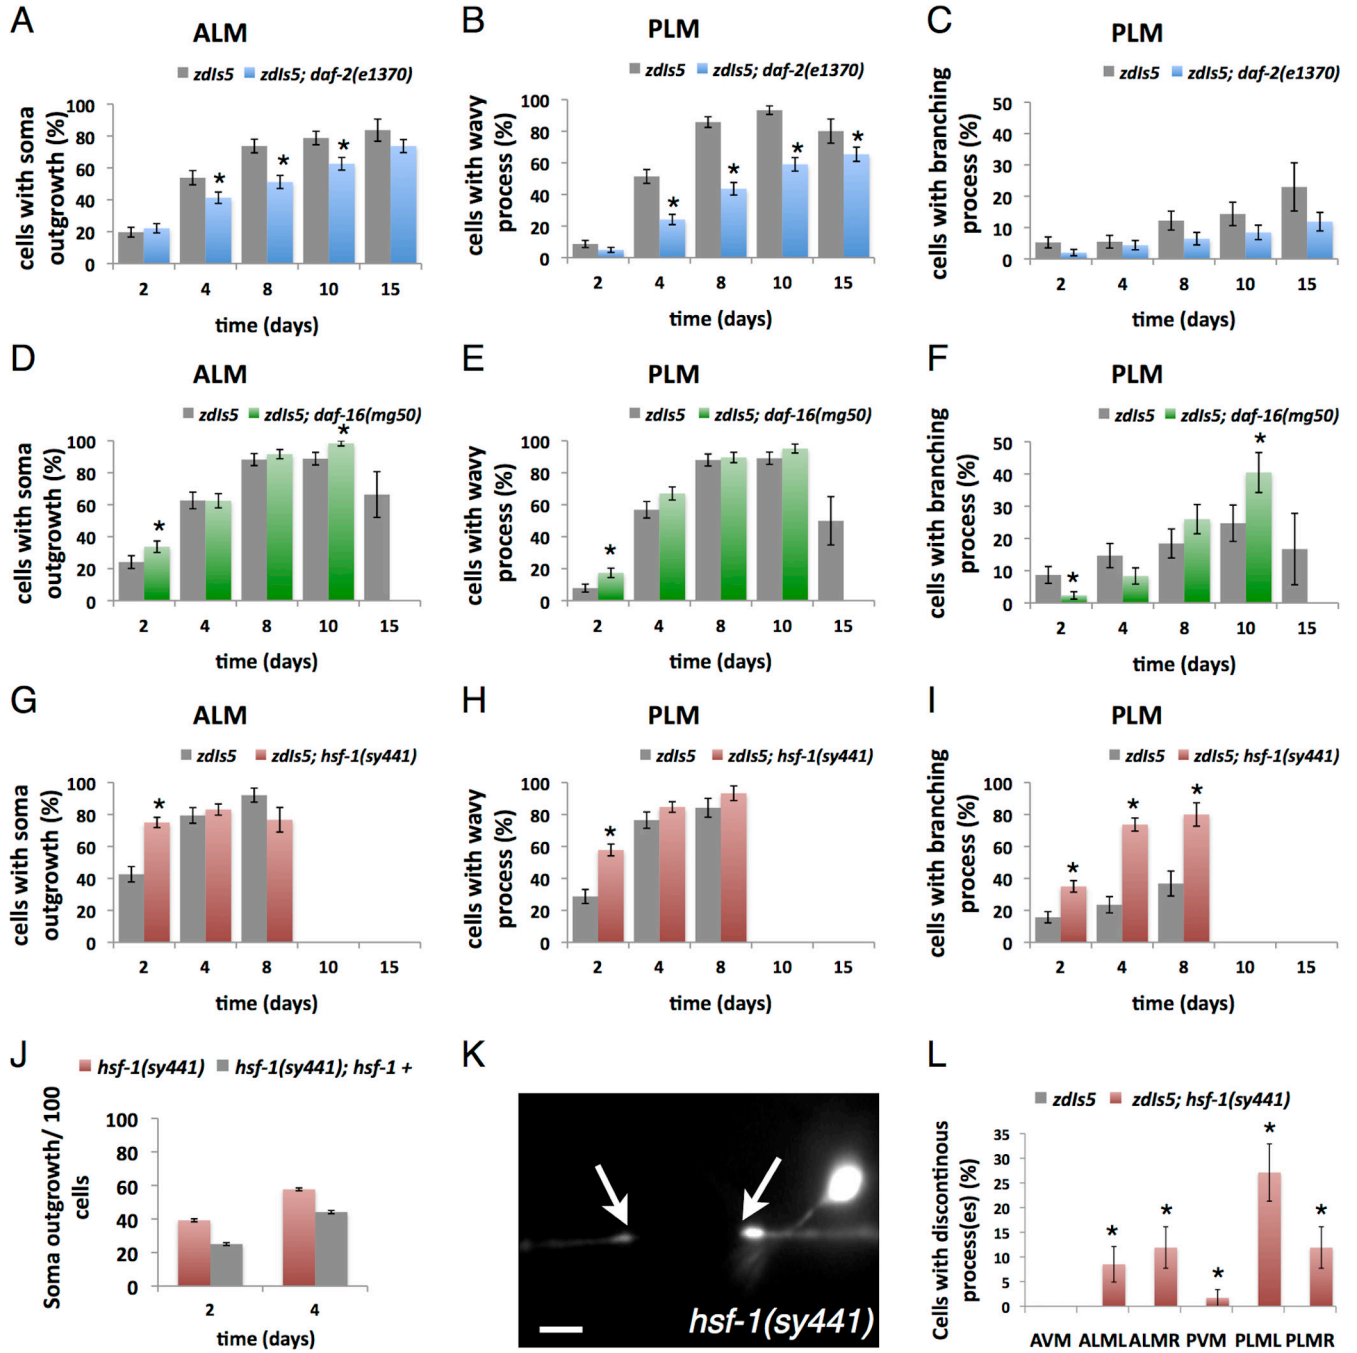 A
ALM
zdIs5 zdIs5; daf-2(e1370)
cells with soma
outgrowth (%)
100
80
60
40
20
0
2 4 8 10 15
time (days)
* * *
B
PLM
zdIs5 zdIs5; daf-2(e1370)
cells with wavy
process (%)
100
80
60
40
20
0
2 4 8 10 15
time (days)
* * * *
C
PLM
zdIs5 zdIs5; daf-2(e1370)
cells with branching
process (%)
50
40
30
20
10
0
2 4 8 10 15
time (days)
D
ALM
zdIs5 zdIs5; daf-16(mg50)
cells with soma
outgrowth (%)
100
80
60
40
20
0
2 4 8 10 15
time (days)
* *
E
PLM
zdIs5 zdIs5; daf-16(mg50)
cells with wavy
process (%)
100
80
60
40
20
0
2 4 8 10 15
time (days)
*
F
PLM
zdIs5 zdIs5; daf-16(mg50)
cells with branching
process (%)
50
40
30
20
10
0
2 4 8 10 15
time (days)
* *
G
ALM
zdIs5 zdIs5; hsf-1(sy441)
cells with soma
outgrowth (%)
100
80
60
40
20
0
2 4 8 10 15
time (days)
*
H
PLM
zdIs5 zdIs5; hsf-1(sy441)
cells with wavy
process (%)
100
80
60
40
20
0
2 4 8 10 15
time (days)
*
I
PLM
zdIs5 zdIs5; hsf-1(sy441)
cells with branching
process (%)
100
80
60
40
20
0
2 4 8 10 15
time (days)
* * *
J
hsf-1(sy441) hsf-1(sy441); hsf-1 +
Soma outgrowth/ 100
cells
100
80
60
40
20
0
2 4
time (days)
K
hsf-1(sy441)
L
zdIs5 zdIs5; hsf-1(sy441)
Cells with discontinous
process(es) (%)
35
30
25
20
15
10
5
0
AVM ALML ALMR PVM PLML PLMR
* * * * *